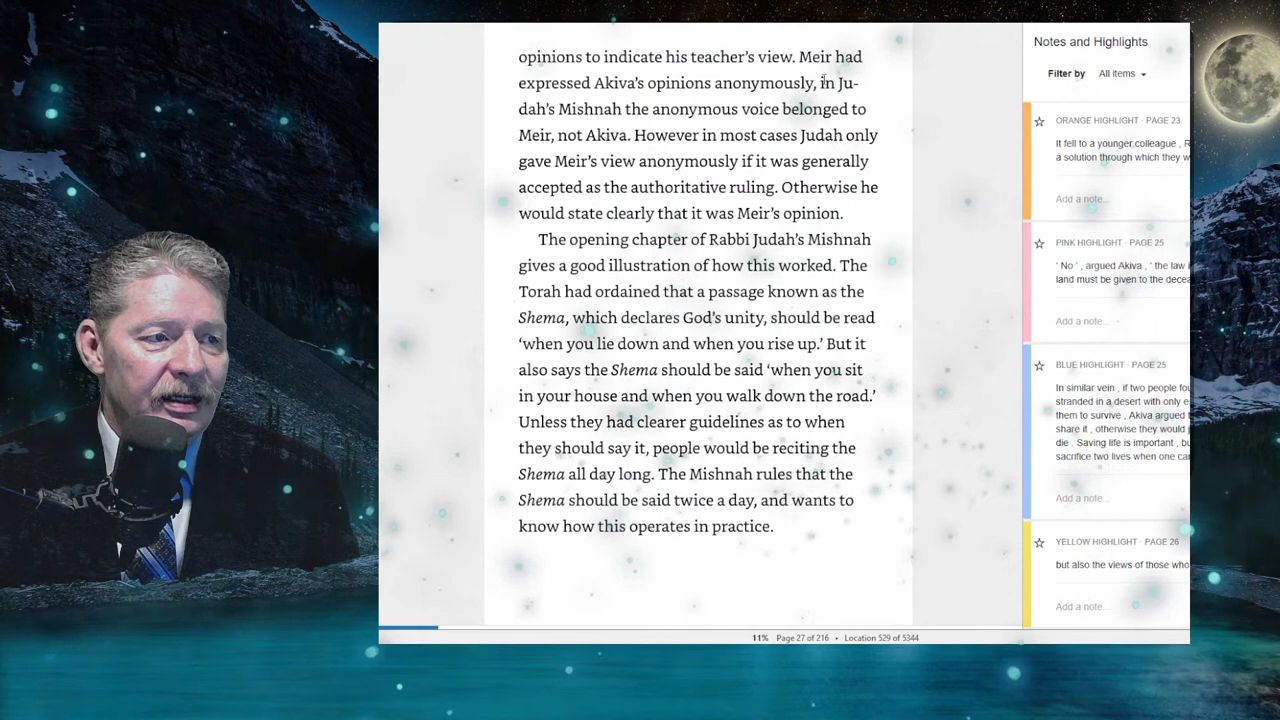 opinions to indicate his teacher's view. Meir had
expressed Akiva's opinions anonymously, in Ju-
dah's Mishnah the anonymous voice belonged to
Meir, not Akiva. However in most cases Judah only
gave Meir's view anonymously if it was generally
accepted as the authoritative ruling. Otherwise he
would state clearly that it was Meir's opinion.
The opening chapter of Rabbi Judah's Mishnah
gives a good illustration of how this worked. The
Torah had ordained that a passage known as the
Shema, which declares God's unity, should be read
‘when you lie down and when you rise up.’ But it
also says the Shema should be said ‘when you sit
in your house and when you walk down the road.’
Unless they had clearer guidelines as to when
they should say it, people would be reciting the
Shema all day long. The Mishnah rules that the
Shema should be said twice a day, and wants to
know how this operates in practice.
11% Page 27 of 216 • Location 529 of 5344
Notes and Highlights
Filter by All items
ORANGE HIGHLIGHT · PAGE 23
It fell to a younger colleague , R
a solution through which they w
Add a note...
PINK HIGHLIGHT · PAGE 25
‘ No ’ , argued Akiva , ‘ the law i
land must be given to the decea
Add a note...
BLUE HIGHLIGHT · PAGE 25
In similar vein , if two people fou
stranded in a desert with only e
them to survive , Akiva argued t
share it , otherwise they would
die . Saving life is important , bu
sacrifice two lives when one can
Add a note...
YELLOW HIGHLIGHT · PAGE 26
but also the views of those who
Add a note...